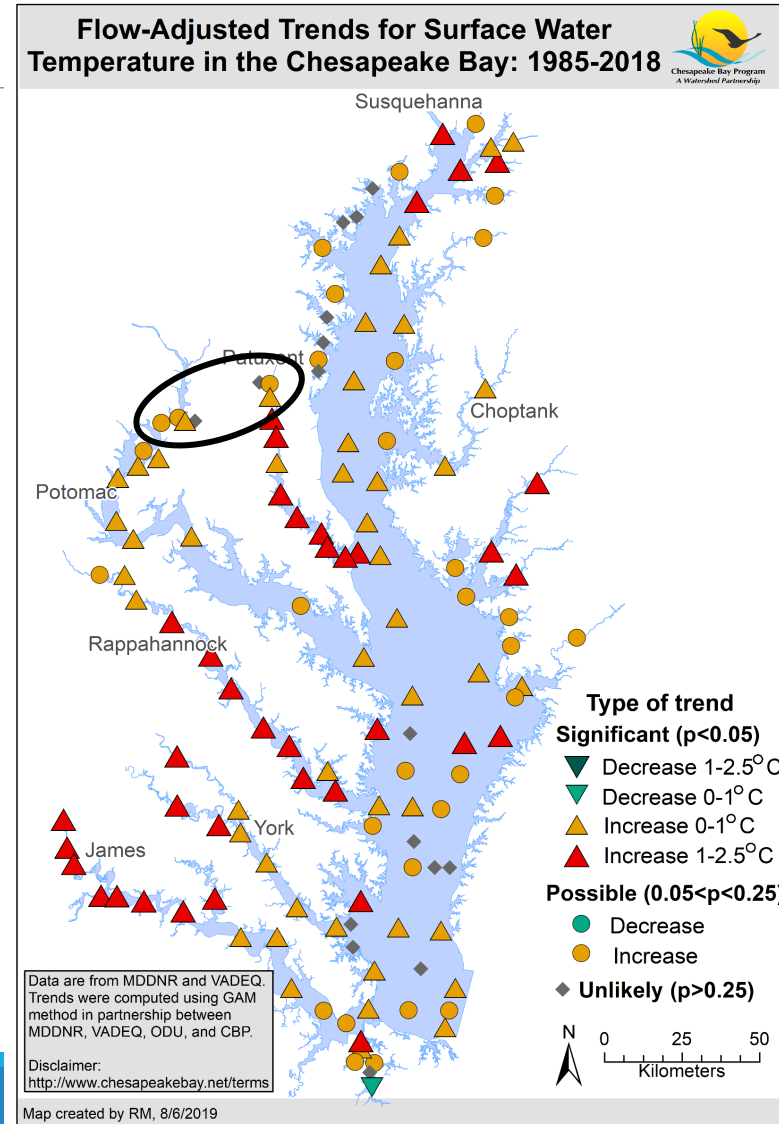 Flow-Adjusted Trends for Surface Water
Temperature in the Chesapeake Bay: 1985-2018
Chesapeake Bay Program
A Watershed Partnership
Susquehanna
Patuxent
Choptank
Potomac
Rappahannock
York
James
Type of trend
Significant (p<0.05)
Decrease 1-2.5°C
Decrease 0-1°C
Increase 0-1°C
Increase 1-2.5°C
Possible (0.05<p<0.25)
Decrease
Increase
Unlikely (p>0.25)
N
0 25 50
Kilometers
Data are from MDDNR and VADEQ.
Trends were computed using GAM
method in partnership between
MDDNR, VADEQ, ODU, and CBP.
Disclaimer:
http://www.chesapeakebay.net/terms
Map created by RM, 8/6/2019